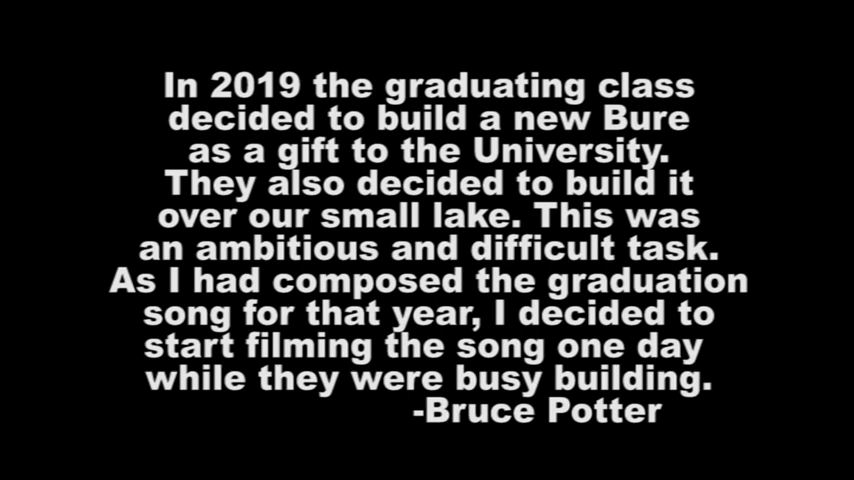 In 2019 the graduating class
decided to build a new Bure
as a gift to the University.
They also decided to build it
over our small lake. This was
an ambitious and difficult task.
As I had composed the graduation
song for that year, I decided to
start filming the song one day
while they were busy building.
-Bruce Potter